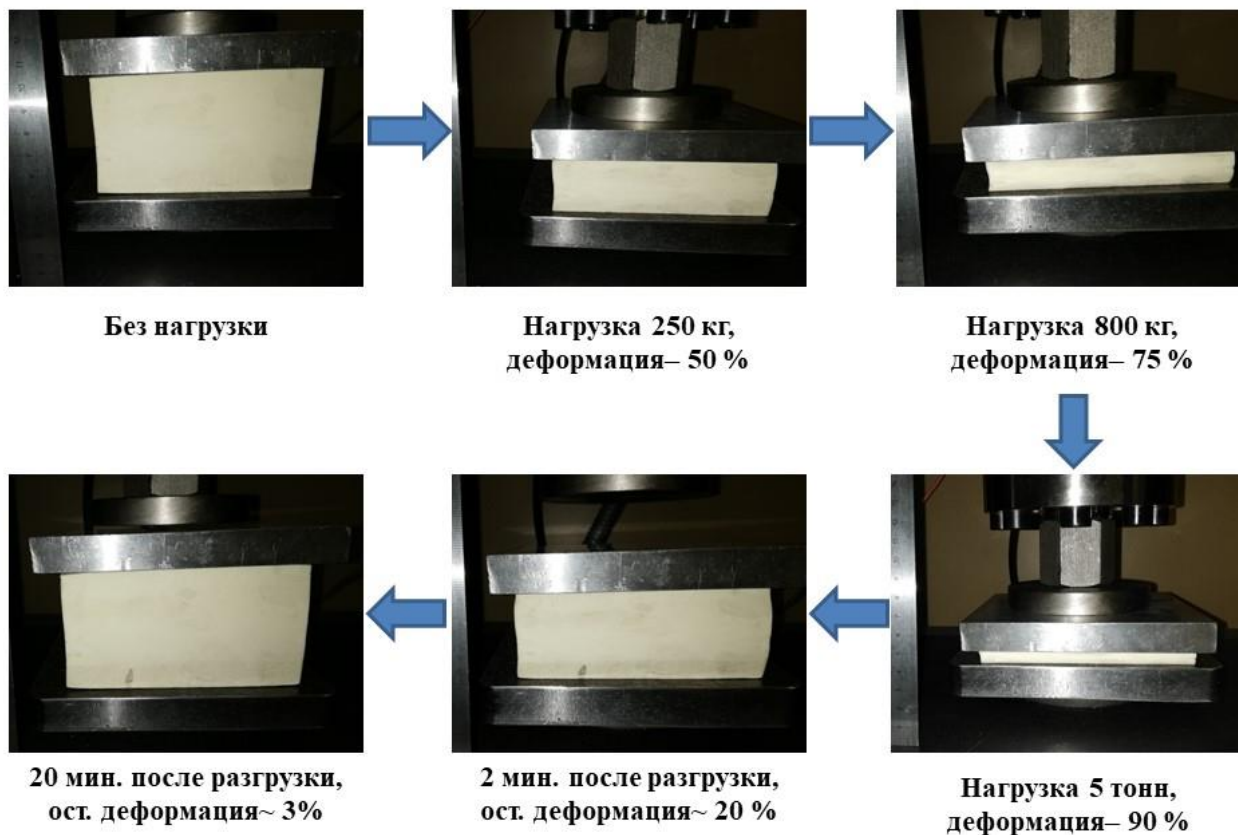 Без нагрузки
Нагрузка 250 кг,
деформация– 50 %
Нагрузка 800 кг,
деформация– 75 %
Нагрузка 5 тонн,
деформация– 90 %
2 мин. после разгрузки,
ост. деформация~ 20 %
20 мин. после разгрузки,
ост. деформация~ 3%